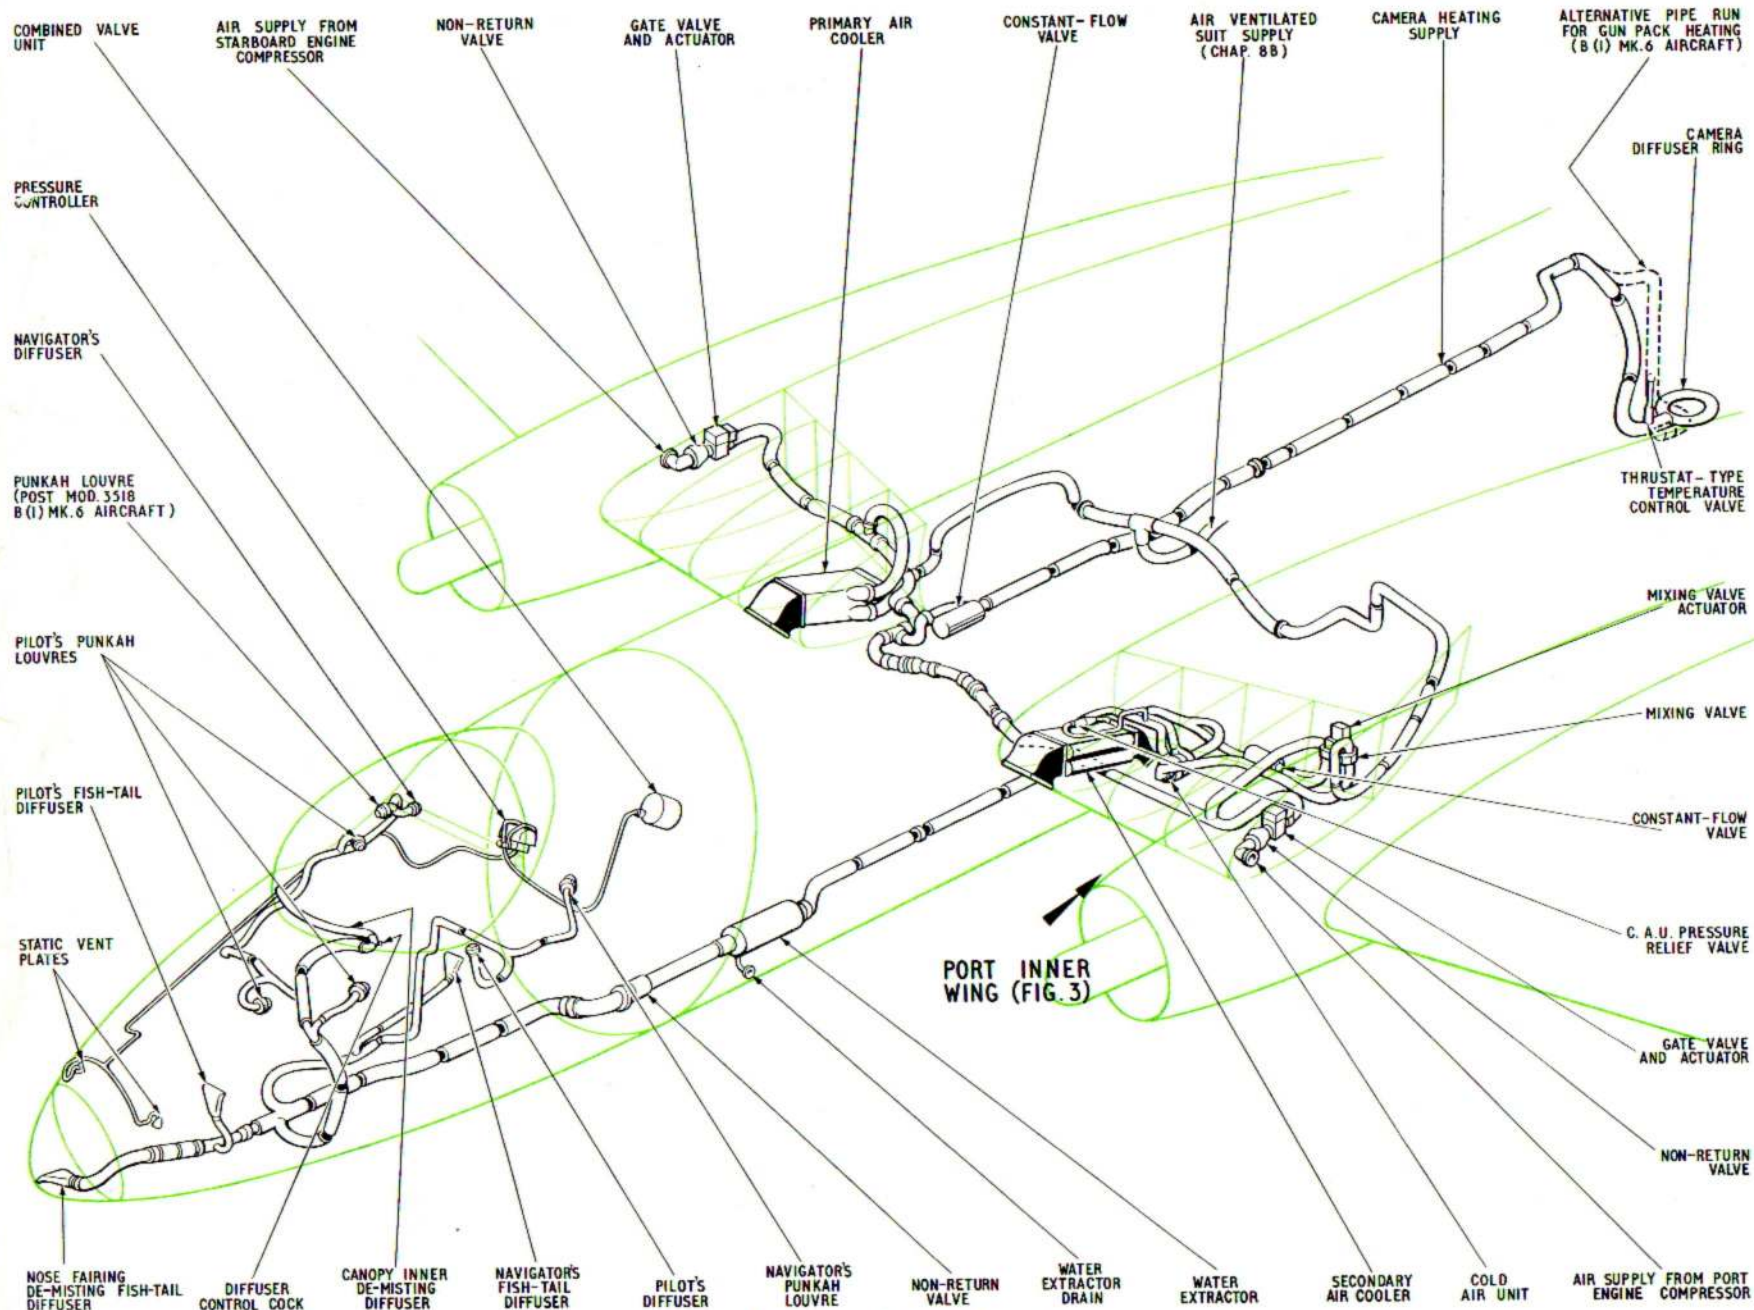 COMBINED VALVE
UNIT
AIR SUPPLY FROM
STARBOARD ENGINE
COMPRESSOR
NON-RETURN
VALVE
GATE VALVE
AND ACTUATOR
PRIMARY AIR
COOLER
CONSTANT-FLOW
VALVE
AIR VENTILATED
SUIT SUPPLY
(CHAP. 8B)
CAMERA HEATING
SUPPLY
ALTERNATIVE PIPE RUN
FOR GUN PACK HEATING
(B (I) MK.6 AIRCRAFT)
CAMERA
DIFFUSER RING
PRESSURE
CONTROLLER
NAVIGATOR'S
DIFFUSER
PUNKAH LOUVRE
(POST MOD. 3518
B(I) MK.6 AIRCRAFT)
THRUSTAT-TYPE
TEMPERATURE
CONTROL VALVE
MIXING VALVE
ACTUATOR
PILOT'S PUNKAH
LOUVRES
MIXING VALVE
PILOT'S FISH-TAIL
DIFFUSER
CONSTANT-FLOW
VALVE
STATIC VENT
PLATES
C. A.U. PRESSURE
RELIEF VALVE
PORT INNER
WING (FIG. 3)
GATE VALVE
AND ACTUATOR
NON-RETURN
VALVE
NOSE FAIRING
DE-MISTING FISH-TAIL
DIFFUSER
DIFFUSER
CONTROL COCK
CANOPY INNER
DE-MISTING
DIFFUSER
NAVIGATOR'S
FISH-TAIL
DIFFUSER
PILOT'S
DIFFUSER
NAVIGATOR'S
PUNKAH
LOUVRE
NON-RETURN
VALVE
WATER
EXTRACTOR
DRAIN
WATER
EXTRACTOR
SECONDARY
AIR COOLER
COLD
AIR UNIT
AIR SUPPLY FROM PORT
ENGINE COMPRESSOR